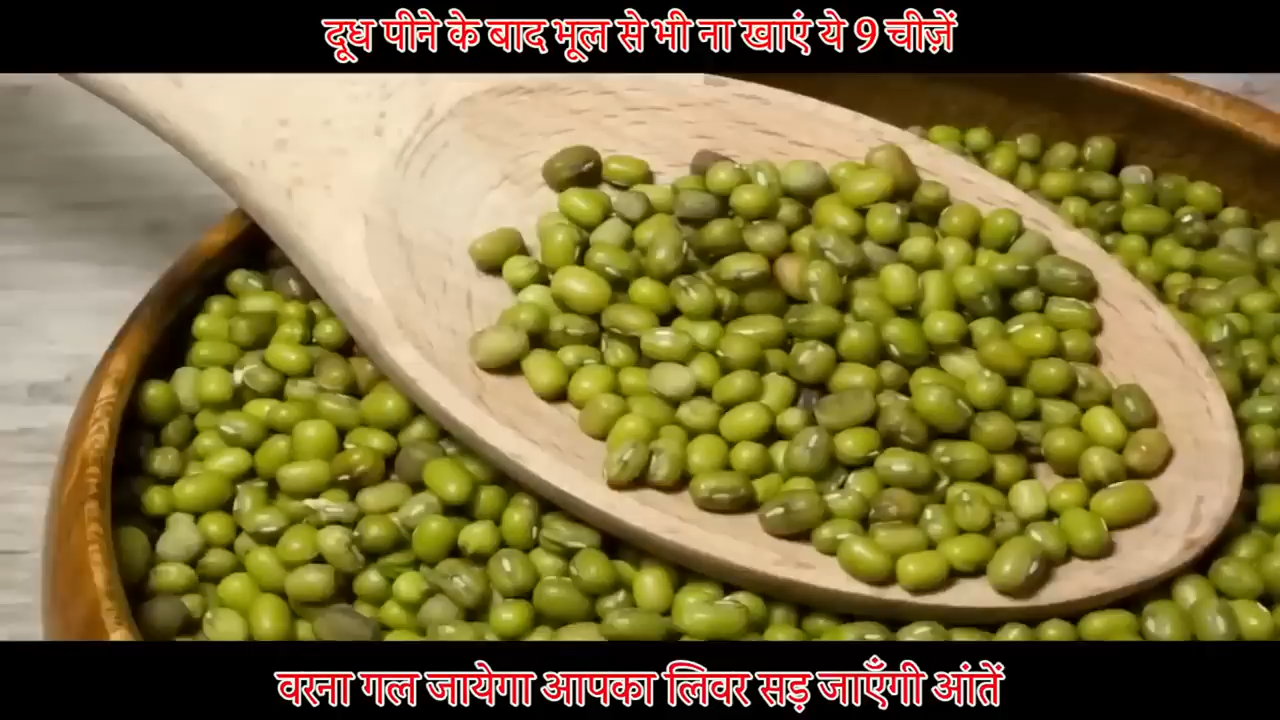 दूध पीने के बाद भूल से भी ना खाएं ये 9 चीज़ें
वरना गल जायेगा आपका लिवर सड़ जाएँगी आंतें